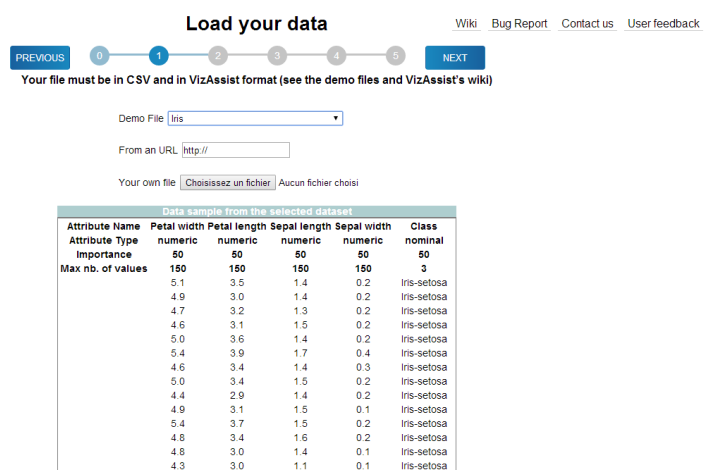 Load your data
Wiki Bug Report Contact us User feedback
PREVIOUS 0 1 2 3 4 5 NEXT
Your file must be in CSV and in VizAssist format (see the demo files and VizAssist's wiki)
Demo File Iris
From an URL http://
Your own file Choisissez un fichier Aucun fichier choisi
Data sample from the selected dataset
Attribute Name Petal width Petal length Sepal length Sepal width Class
Attribute Type numeric numeric numeric numeric nominal
Importance 50 50 50 50 50
Max nb. of values 150 150 150 150 3
5.1 3.5 1.4 0.2 Iris-setosa
4.9 3.0 1.4 0.2 Iris-setosa
4.7 3.2 1.3 0.2 Iris-setosa
4.6 3.1 1.5 0.2 Iris-setosa
5.0 3.6 1.4 0.2 Iris-setosa
5.4 3.9 1.7 0.4 Iris-setosa
4.6 3.4 1.4 0.3 Iris-setosa
5.0 3.4 1.5 0.2 Iris-setosa
4.4 2.9 1.4 0.2 Iris-setosa
4.9 3.1 1.5 0.1 Iris-setosa
5.4 3.7 1.5 0.2 Iris-setosa
4.8 3.4 1.6 0.2 Iris-setosa
4.8 3.0 1.4 0.1 Iris-setosa
4.3 3.0 1.1 0.1 Iris-setosa